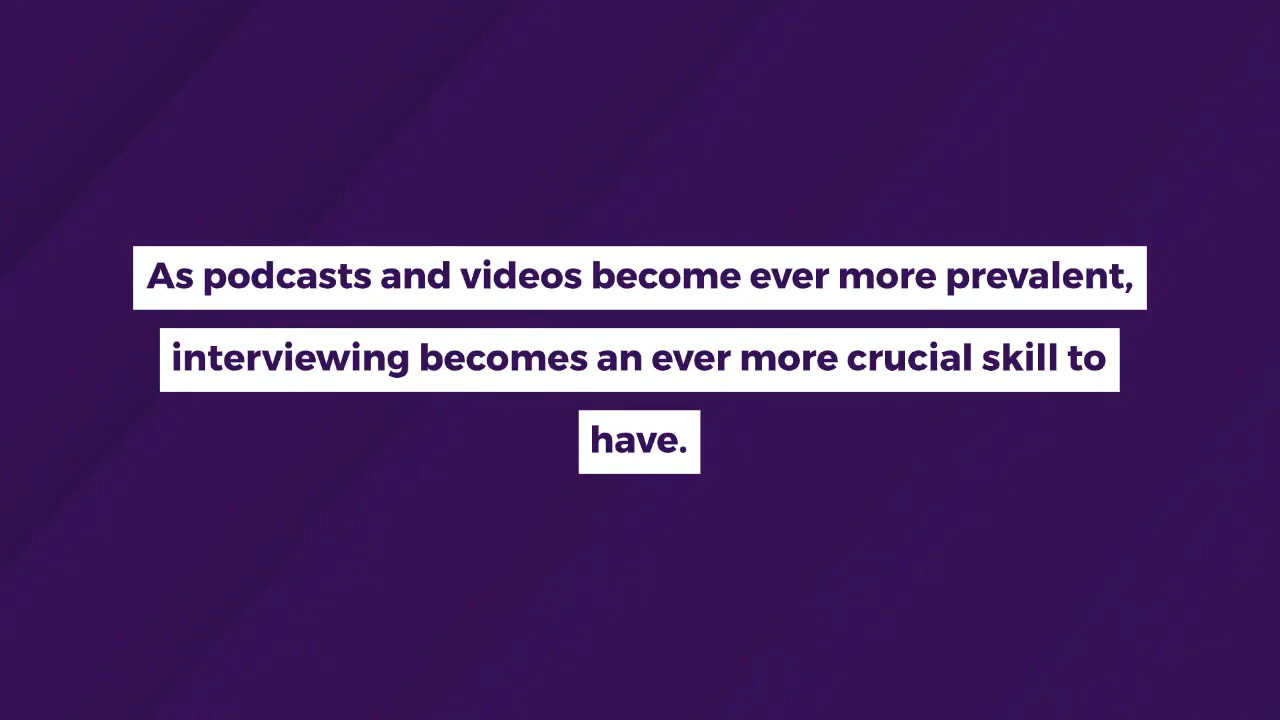 As podcasts and videos become ever more prevalent,
interviewing becomes an ever more crucial skill to
have.